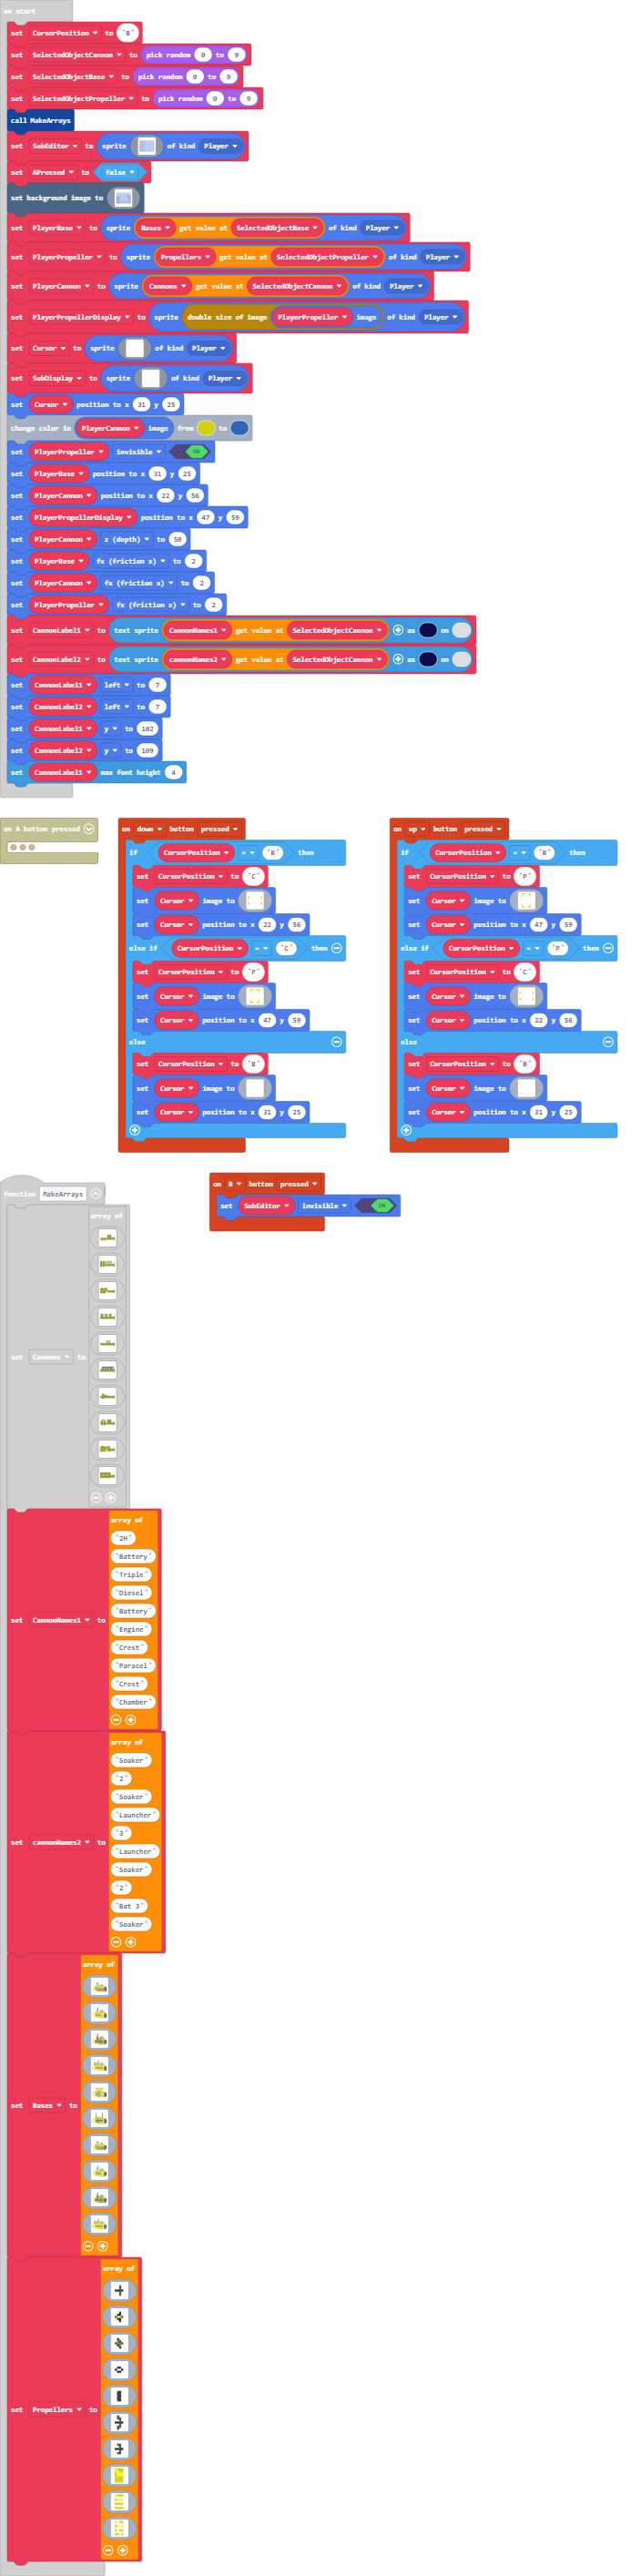 on start
set CursorPosition to "B"
set SelectedObjectCannon to pick random 0 to 9
set SelectedObjectBase to pick random 0 to 9
set SelectedObjectPropeller to pick random 0 to 9
call MakeArrays
set SubEditor to sprite of kind Player
set APressed to false
set background image to
set PlayerBase to sprite Bases get value at SelectedObjectBase of kind Player
set PlayerPropeller to sprite Propellers get value at SelectedObjectPropeller of kind Player
set PlayerCannon to sprite Cannons get value at SelectedObjectCannon of kind Player
set PlayerPropellerDisplay to sprite double size of image PlayerPropeller image of kind Player
set Cursor to sprite of kind Player
set SubDisplay to sprite of kind Player
set Cursor position to x 31 y 25
change color in PlayerCannon image from to
set PlayerPropeller invisible ON
set PlayerBase position to x 31 y 25
set PlayerCannon position to x 22 y 56
set PlayerPropellerDisplay position to x 47 y 59
set PlayerCannon z (depth) to 50
set PlayerBase fx (friction x) to 2
set PlayerCannon fx (friction x) to 2
set PlayerPropeller fx (friction x) to 2
set CannonLabel1 to text sprite CannonNames1 get value at SelectedObjectCannon as on
set CannonLabel2 to text sprite cannonNames2 get value at SelectedObjectCannon as on
set CannonLabel1 left to 7
set CannonLabel2 left to 7
set CannonLabel1 y to 102
set CannonLabel2 y to 109
set CannonLabel1 max font height 4
on A button pressed
on down button pressed
if CursorPosition = "B" then
set CursorPosition to "C"
set Cursor image to
set Cursor position to x 22 y 56
else if CursorPosition = "C" then
set CursorPosition to "P"
set Cursor image to
set Cursor position to x 47 y 59
else
set CursorPosition to "B"
set Cursor image to
set Cursor position to x 31 y 25
on up button pressed
if CursorPosition = "B" then
set CursorPosition to "P"
set Cursor image to
set Cursor position to x 47 y 59
else if CursorPosition = "P" then
set CursorPosition to "C"
set Cursor image to
set Cursor position to x 22 y 56
else
set CursorPosition to "B"
set Cursor image to
set Cursor position to x 31 y 25
function MakeArrays
array of
set Cannons to
on B button pressed
set SubEditor invisible ON
array of
"2H"
"Battery"
"Triple"
"Diesel"
"Battery"
set CannonNames1 to
"Engine"
"Crest"
"Paracel"
"Crest"
"Chamber"
array of
"Soaker"
"2"
"Soaker"
"Launcher"
"3"
set cannonNames2 to
"Launcher"
"Soaker"
"2"
"Bat 3"
"Soaker"
array of
set Bases to
array of
set Propellers to